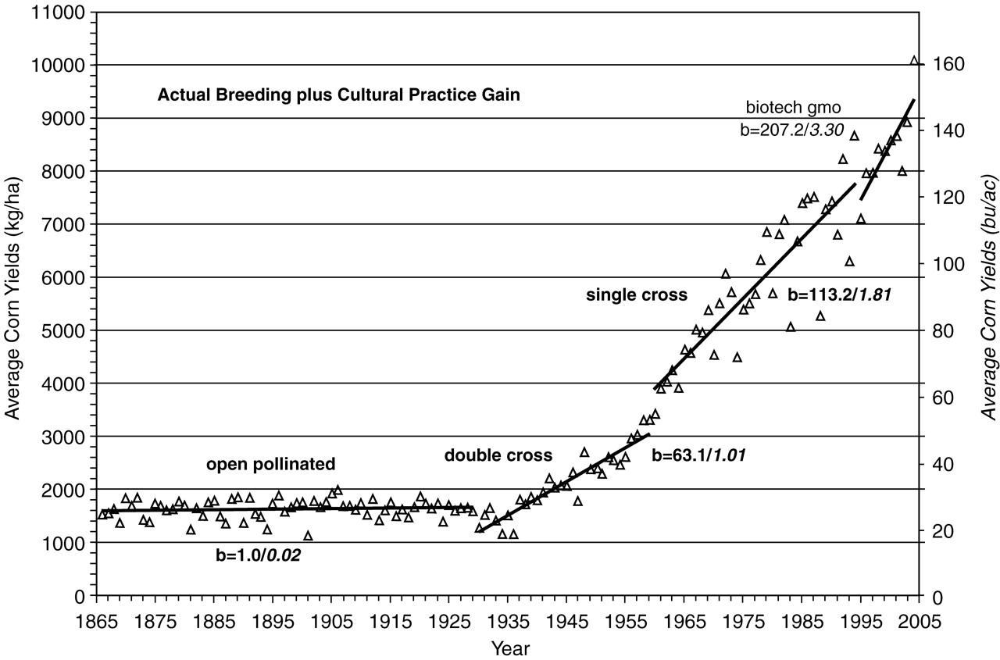 11000
10000
9000
8000
7000
6000
5000
4000
3000
2000
1000
0
Average Corn Yields (kg/ha)
Actual Breeding plus Cultural Practice Gain
biotech gmo
b=207.2/3.30
single cross
b=113.2/1.81
double cross
b=63.1/1.01
open pollinated
b=1.0/0.02
160
140
120
100
80
60
40
20
0
Average Corn Yields (bu/ac)
1865 1875 1885 1895 1905 1915 1925 1935 1945 1955 1965 1975 1985 1995 2005
Year